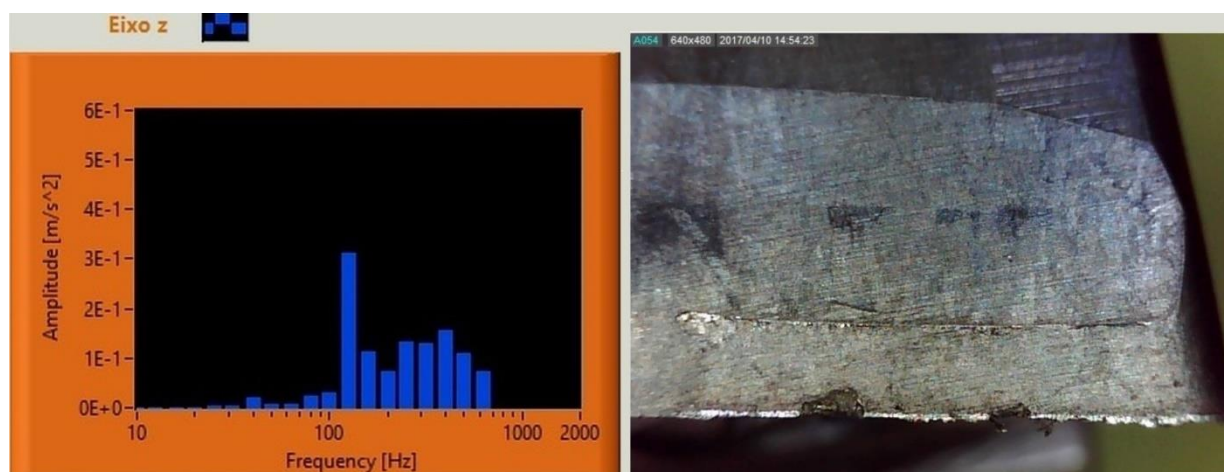 Eixo z
6E-1
5E-1
4E-1
3E-1
2E-1
1E-1
0E+0
Amplitude [m/s^2]
10 100 1000 2000
Frequency [Hz]
A054 640x480 2017/04/10 14:54:23